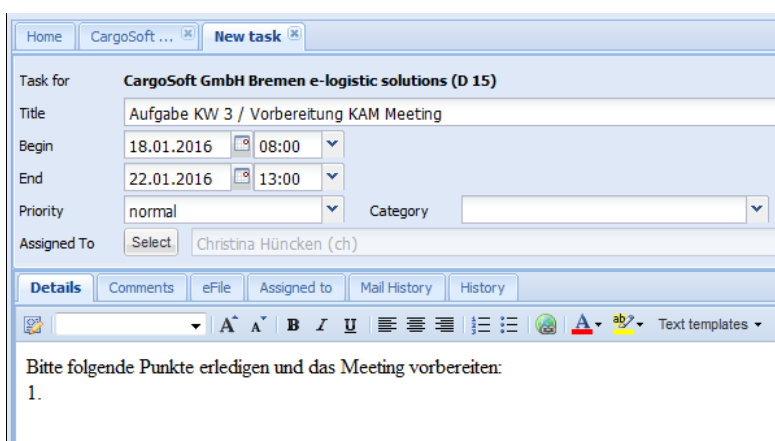 Home CargoSoft ... New task
Task for CargoSoft GmbH Bremen e-logistic solutions (D 15)
Title Aufgabe KW 3 / Vorbereitung KAM Meeting
Begin 18.01.2016 08:00
End 22.01.2016 13:00
Priority normal Category
Assigned To Select Christina Hüncken (ch)
Details Comments eFile Assigned to Mail History History
A A B I U A ab Text templates
Bitte folgende Punkte erledigen und das Meeting vorbereiten:
1.